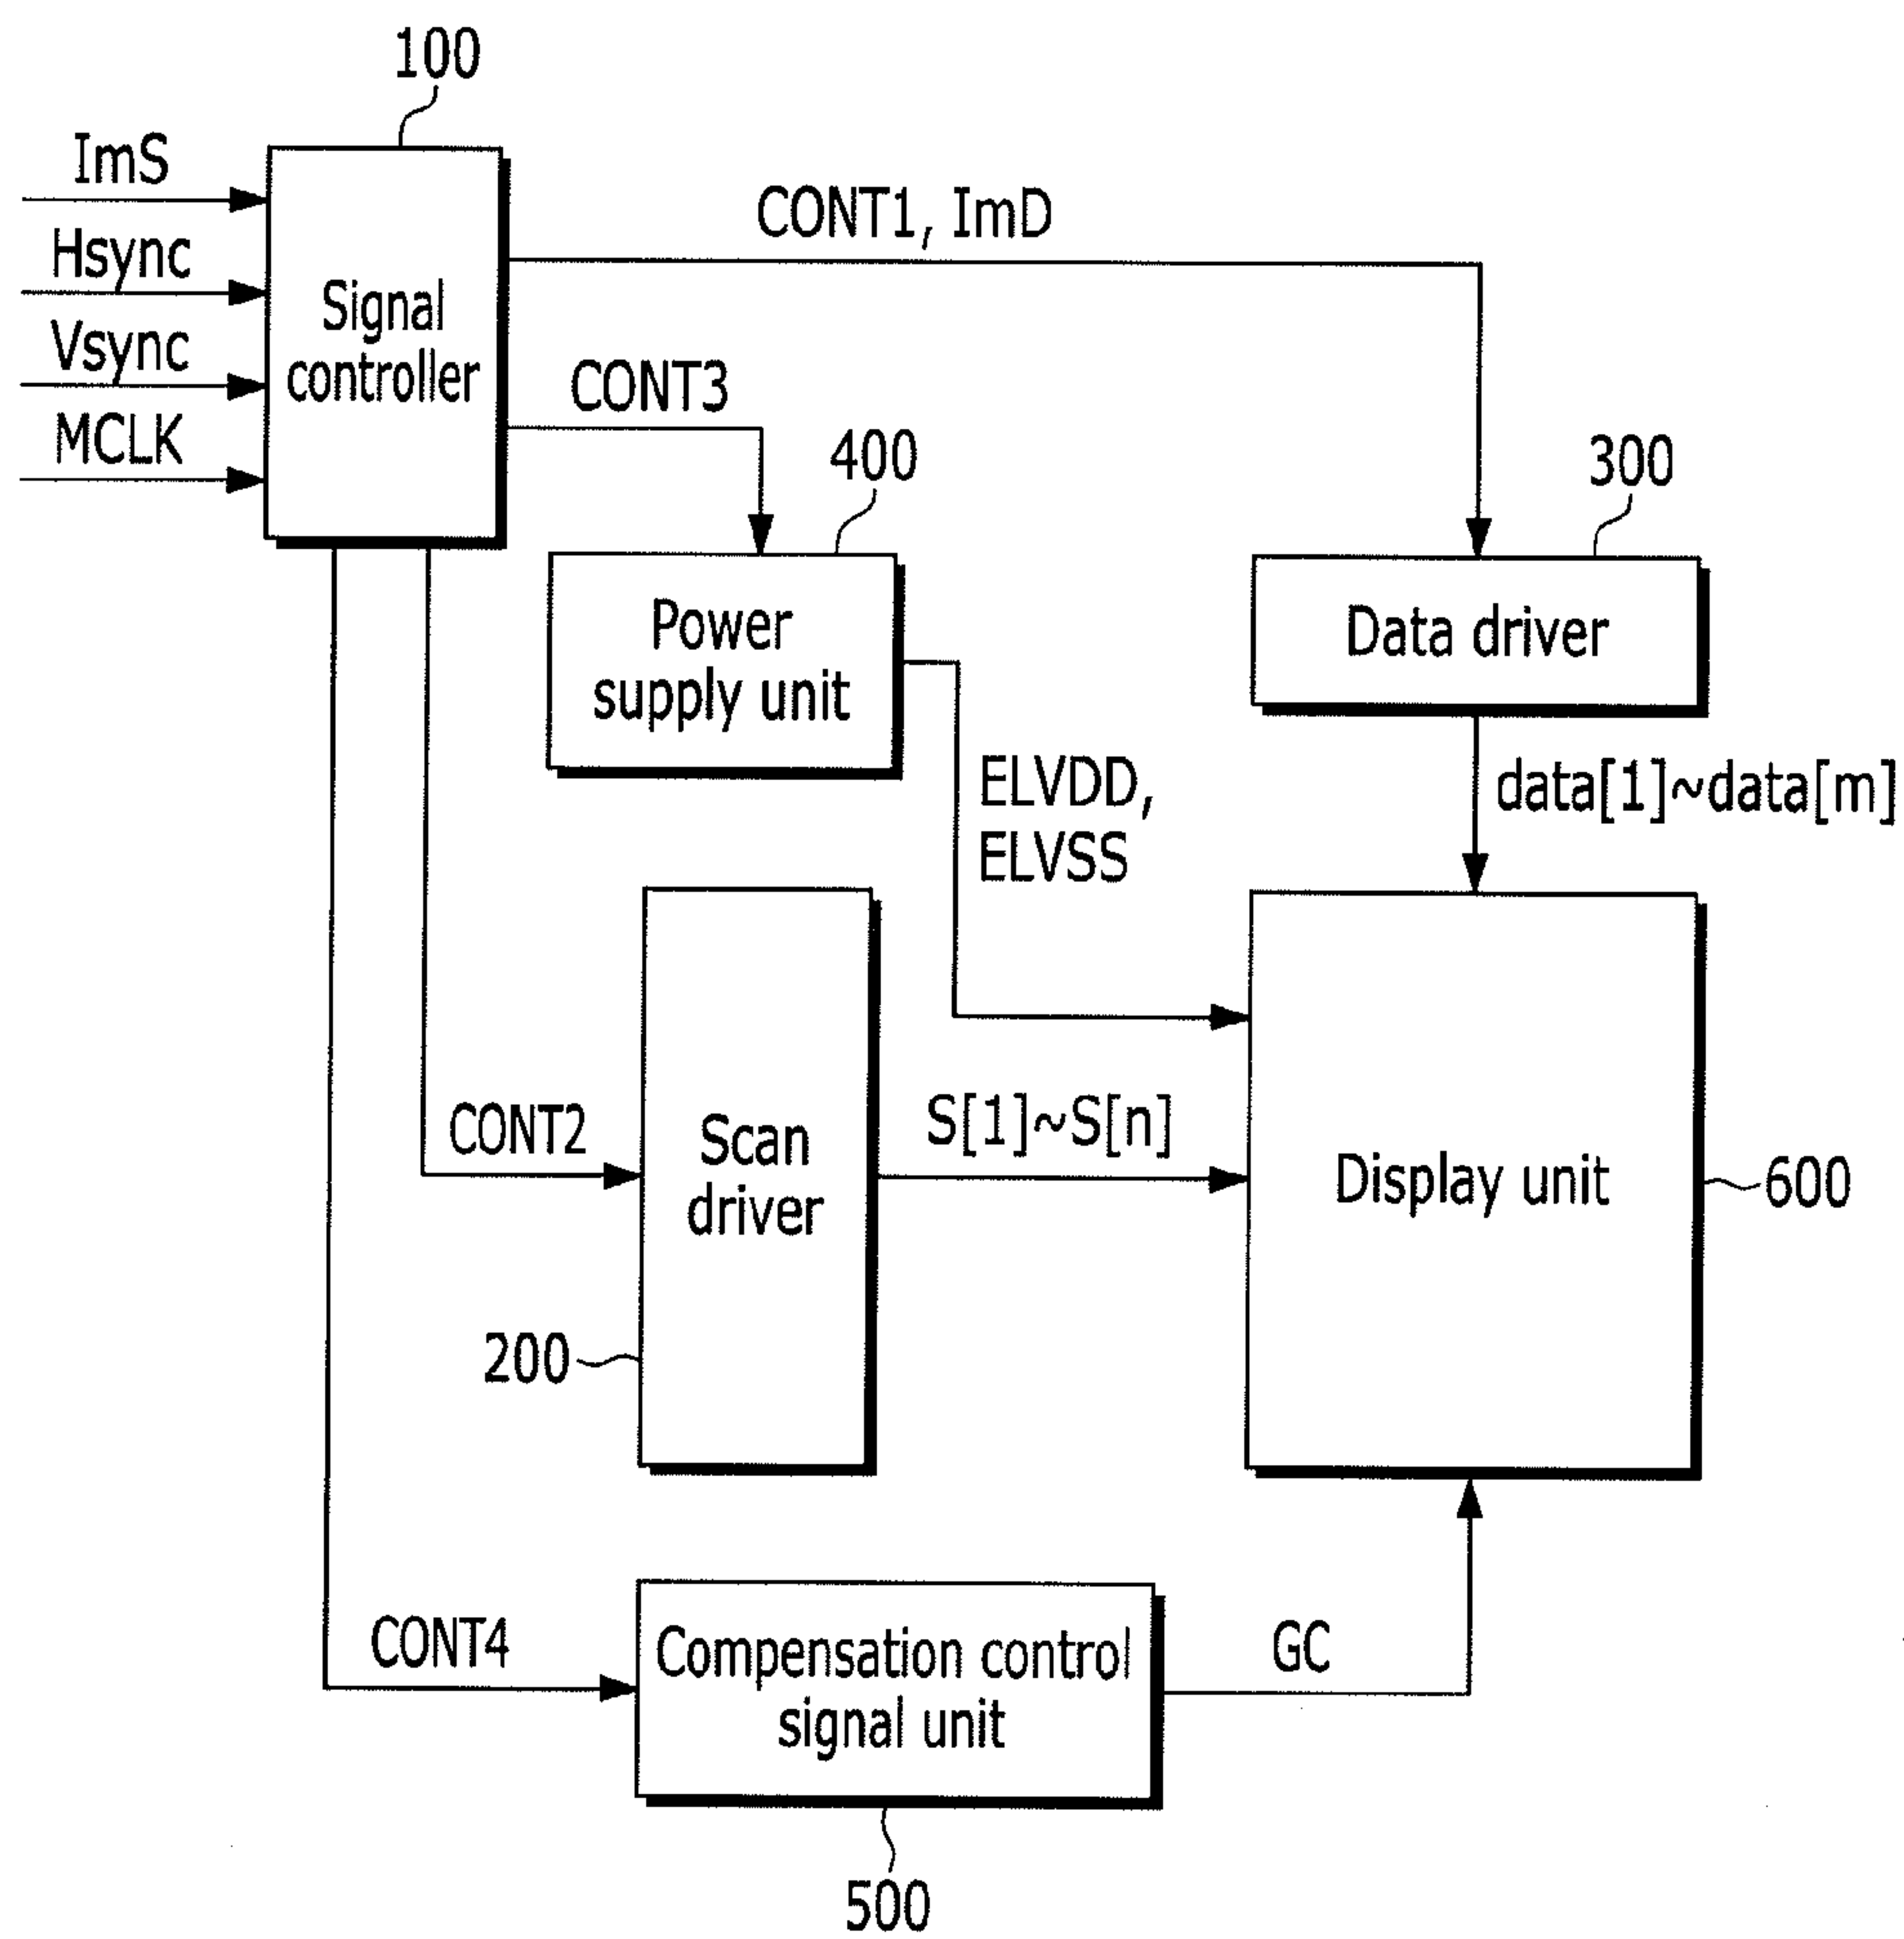 100
ImS
Hsync
Vsync
MCLK
Signal
controller
CONT1, ImD
CONT3
400
300
Power
supply unit
Data driver
ELVDD,
ELVSS
data[1]~data[m]
CONT2
Scan
driver
S[1]~S[n]
Display unit
600
200
CONT4
Compensation control
signal unit
GC
500